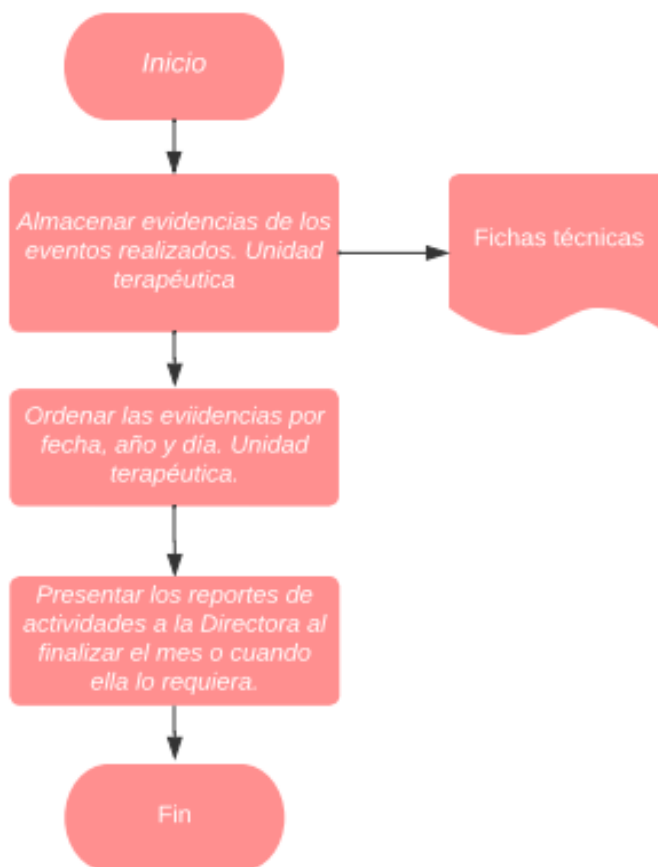 Inicio
Almacenar evidencias de los
eventos realizados. Unidad
terapéutica
Fichas técnicas
Ordenar las eviidencias por
fecha, año y día. Unidad
terapéutica.
Presentar los reportes de
actividades a la Directora al
finalizar el mes o cuando
ella lo requiera.
Fin